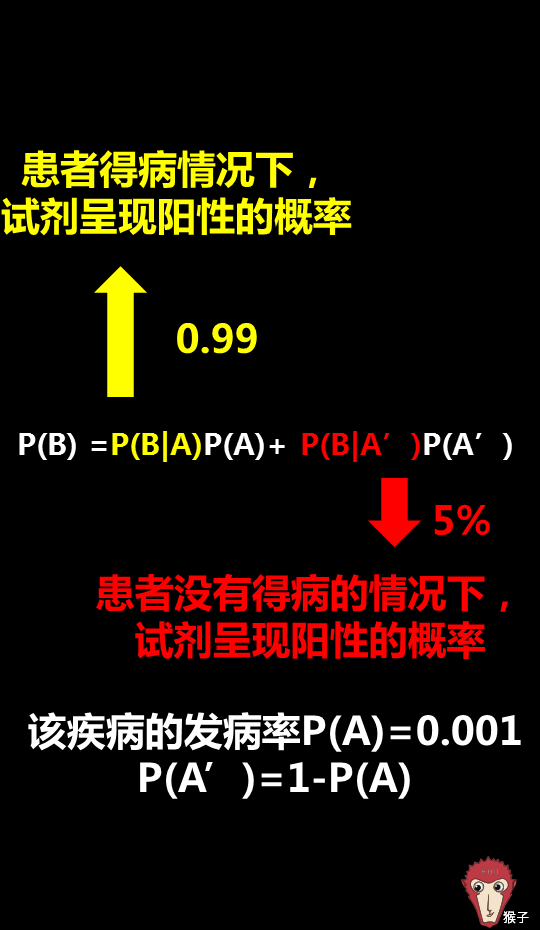 患者得病情况下，
试剂呈现阳性的概率
0.99
P(B) =P(B|A)P(A)+ P(B|A′)P(A′)
5%
患者没有得病的情况下，
试剂呈现阳性的概率
该疾病的发病率P(A)=0.001
P(A′)=1-P(A)
猴子